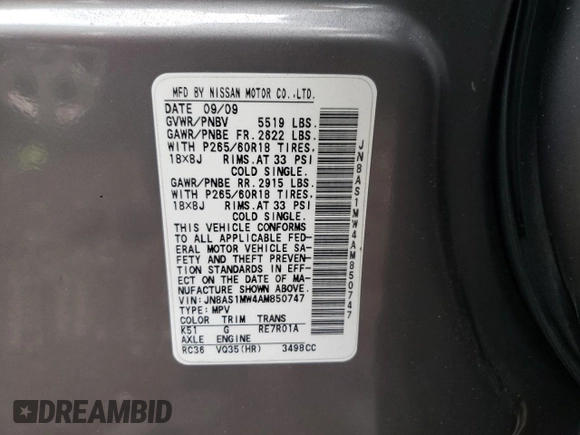 MFD BY NISSAN MOTOR CO.,LTD.
DATE 09/09
GVWR/PNBV 5519 LBS.
GAWR/PNBE FR. 2622 LBS.
WITH P265/60R18 TIRES,
18×8J RIMS.AT 33 PSI
COLD SINGLE.
GAWR/PNBE RR. 2915 LBS.
WITH P265/60R18 TIRES,
18×8J RIMS.AT 33 PSI
COLD SINGLE.
THIS VEHICLE CONFORMS
TO ALL APPLICABLE FED-
ERAL MOTOR VEHICLE SA-
FETY AND THEFT PREVEN-
TION STANDARDS IN EFF-
ECT ON THE DATE OF MA-
NUFACTURE SHOWN ABOVE.
VIN:JN8AS1MW4AM850747
TYPE:MPV
COLOR TRIM TRANS
K51 G RE7R01A
AXLE ENGINE
RC36 VQ35(HR) 3498CC
JN8AS1MW4AM850747
DREAMBID